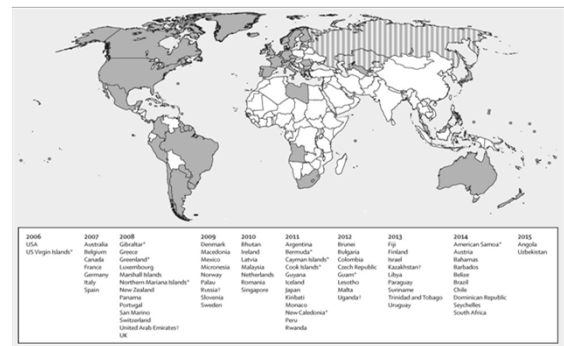 2006
USA
US Virgin Islands*
2007
Australia
Belgium
Canada
France
Germany
Italy
Spain
2008
Gibraltar*
Greece
Greenland*
Luxembourg
Marshall Islands
Northern Mariana Islands*
New Zealand
Panama
Portugal
San Marino
Switzerland
United Arab Emirates†
UK
2009
Denmark
Macedonia
Mexico
Micronesia
Norway
Palau
Russia‡
Slovenia
Sweden
2010
Bhutan
Ireland
Latvia
Malaysia
Netherlands
Romania
Singapore
2011
Argentina
Bermuda*
Cayman Islands*
Cook Islands*
Guyana
Iceland
Japan
Kiribati
Monaco
New Caledonia*
Peru
Rwanda
2012
Brunei
Bulgaria
Colombia
Czech Republic
Guam*
Lesotho
Malta
Uganda†
2013
Fiji
Finland
Israel
Kazakhstan†
Libya
Paraguay
Suriname
Trinidad and Tobago
Uruguay
2014
American Samoa*
Austria
Bahamas
Barbados
Belize
Brazil
Chile
Dominican Republic
Seychelles
South Africa
2015
Angola
Uzbekistan